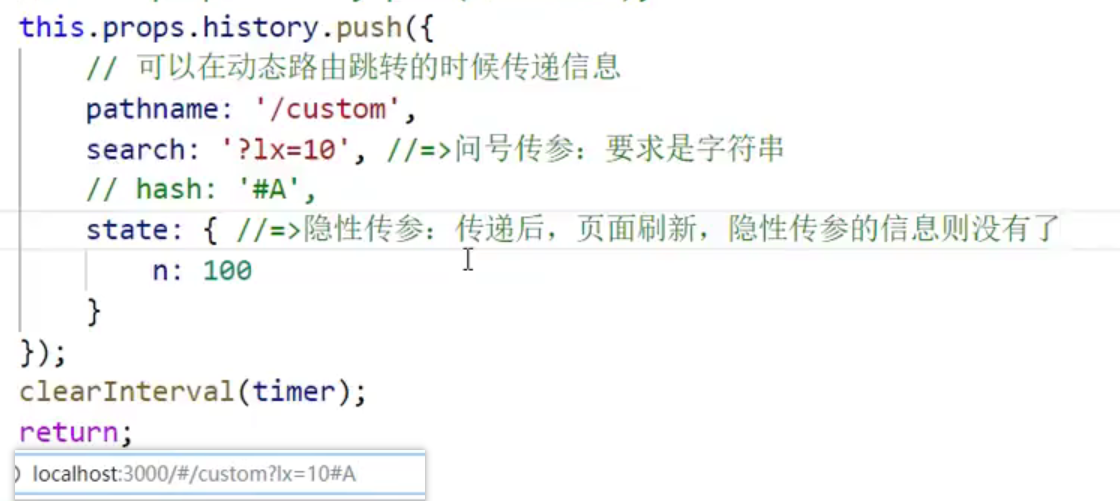 this.props.history.push({
// 可以在动态路由跳转的时候传递信息
pathname: '/custom',
search: '?lx=10', //=>问号传参：要求是字符串
// hash: '#A',
state: { //=>隐性传参：传递后，页面刷新，隐性传参的信息则没有了
n: 100
}
});
clearInterval(timer);
return;
localhost:3000/#/custom?lx=10#A